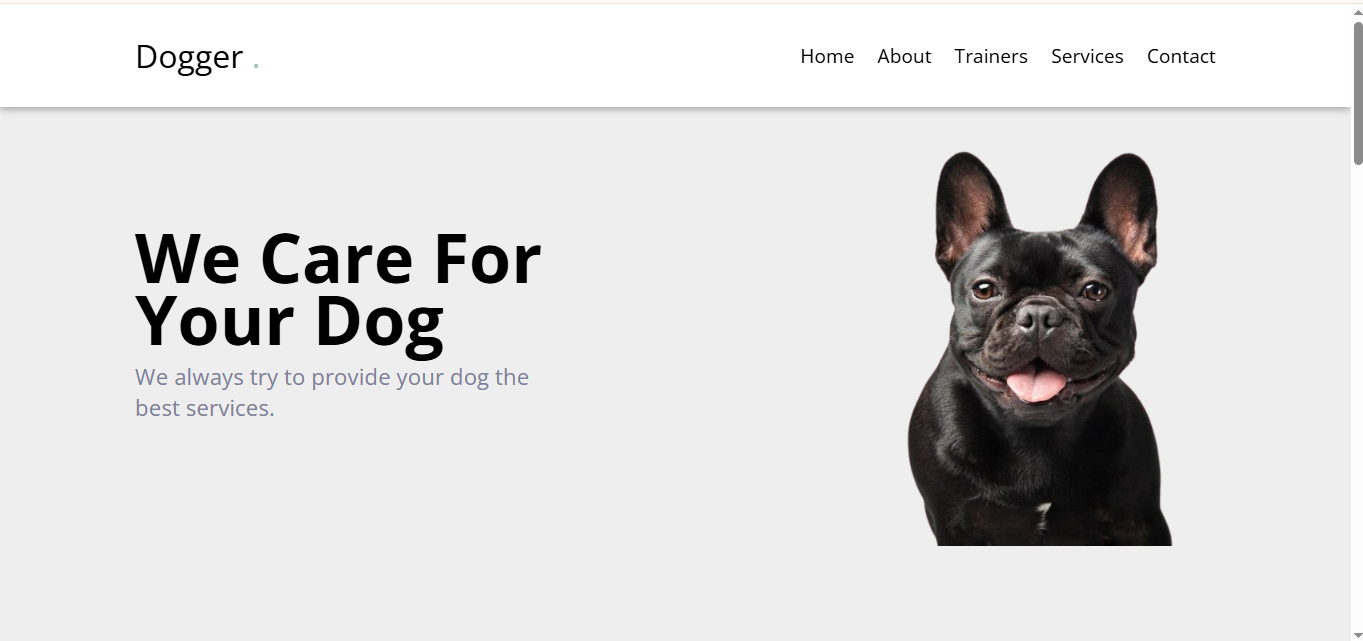 Dogger .
Home About Trainers Services Contact
We Care For
Your Dog
We always try to provide your dog the
best services.